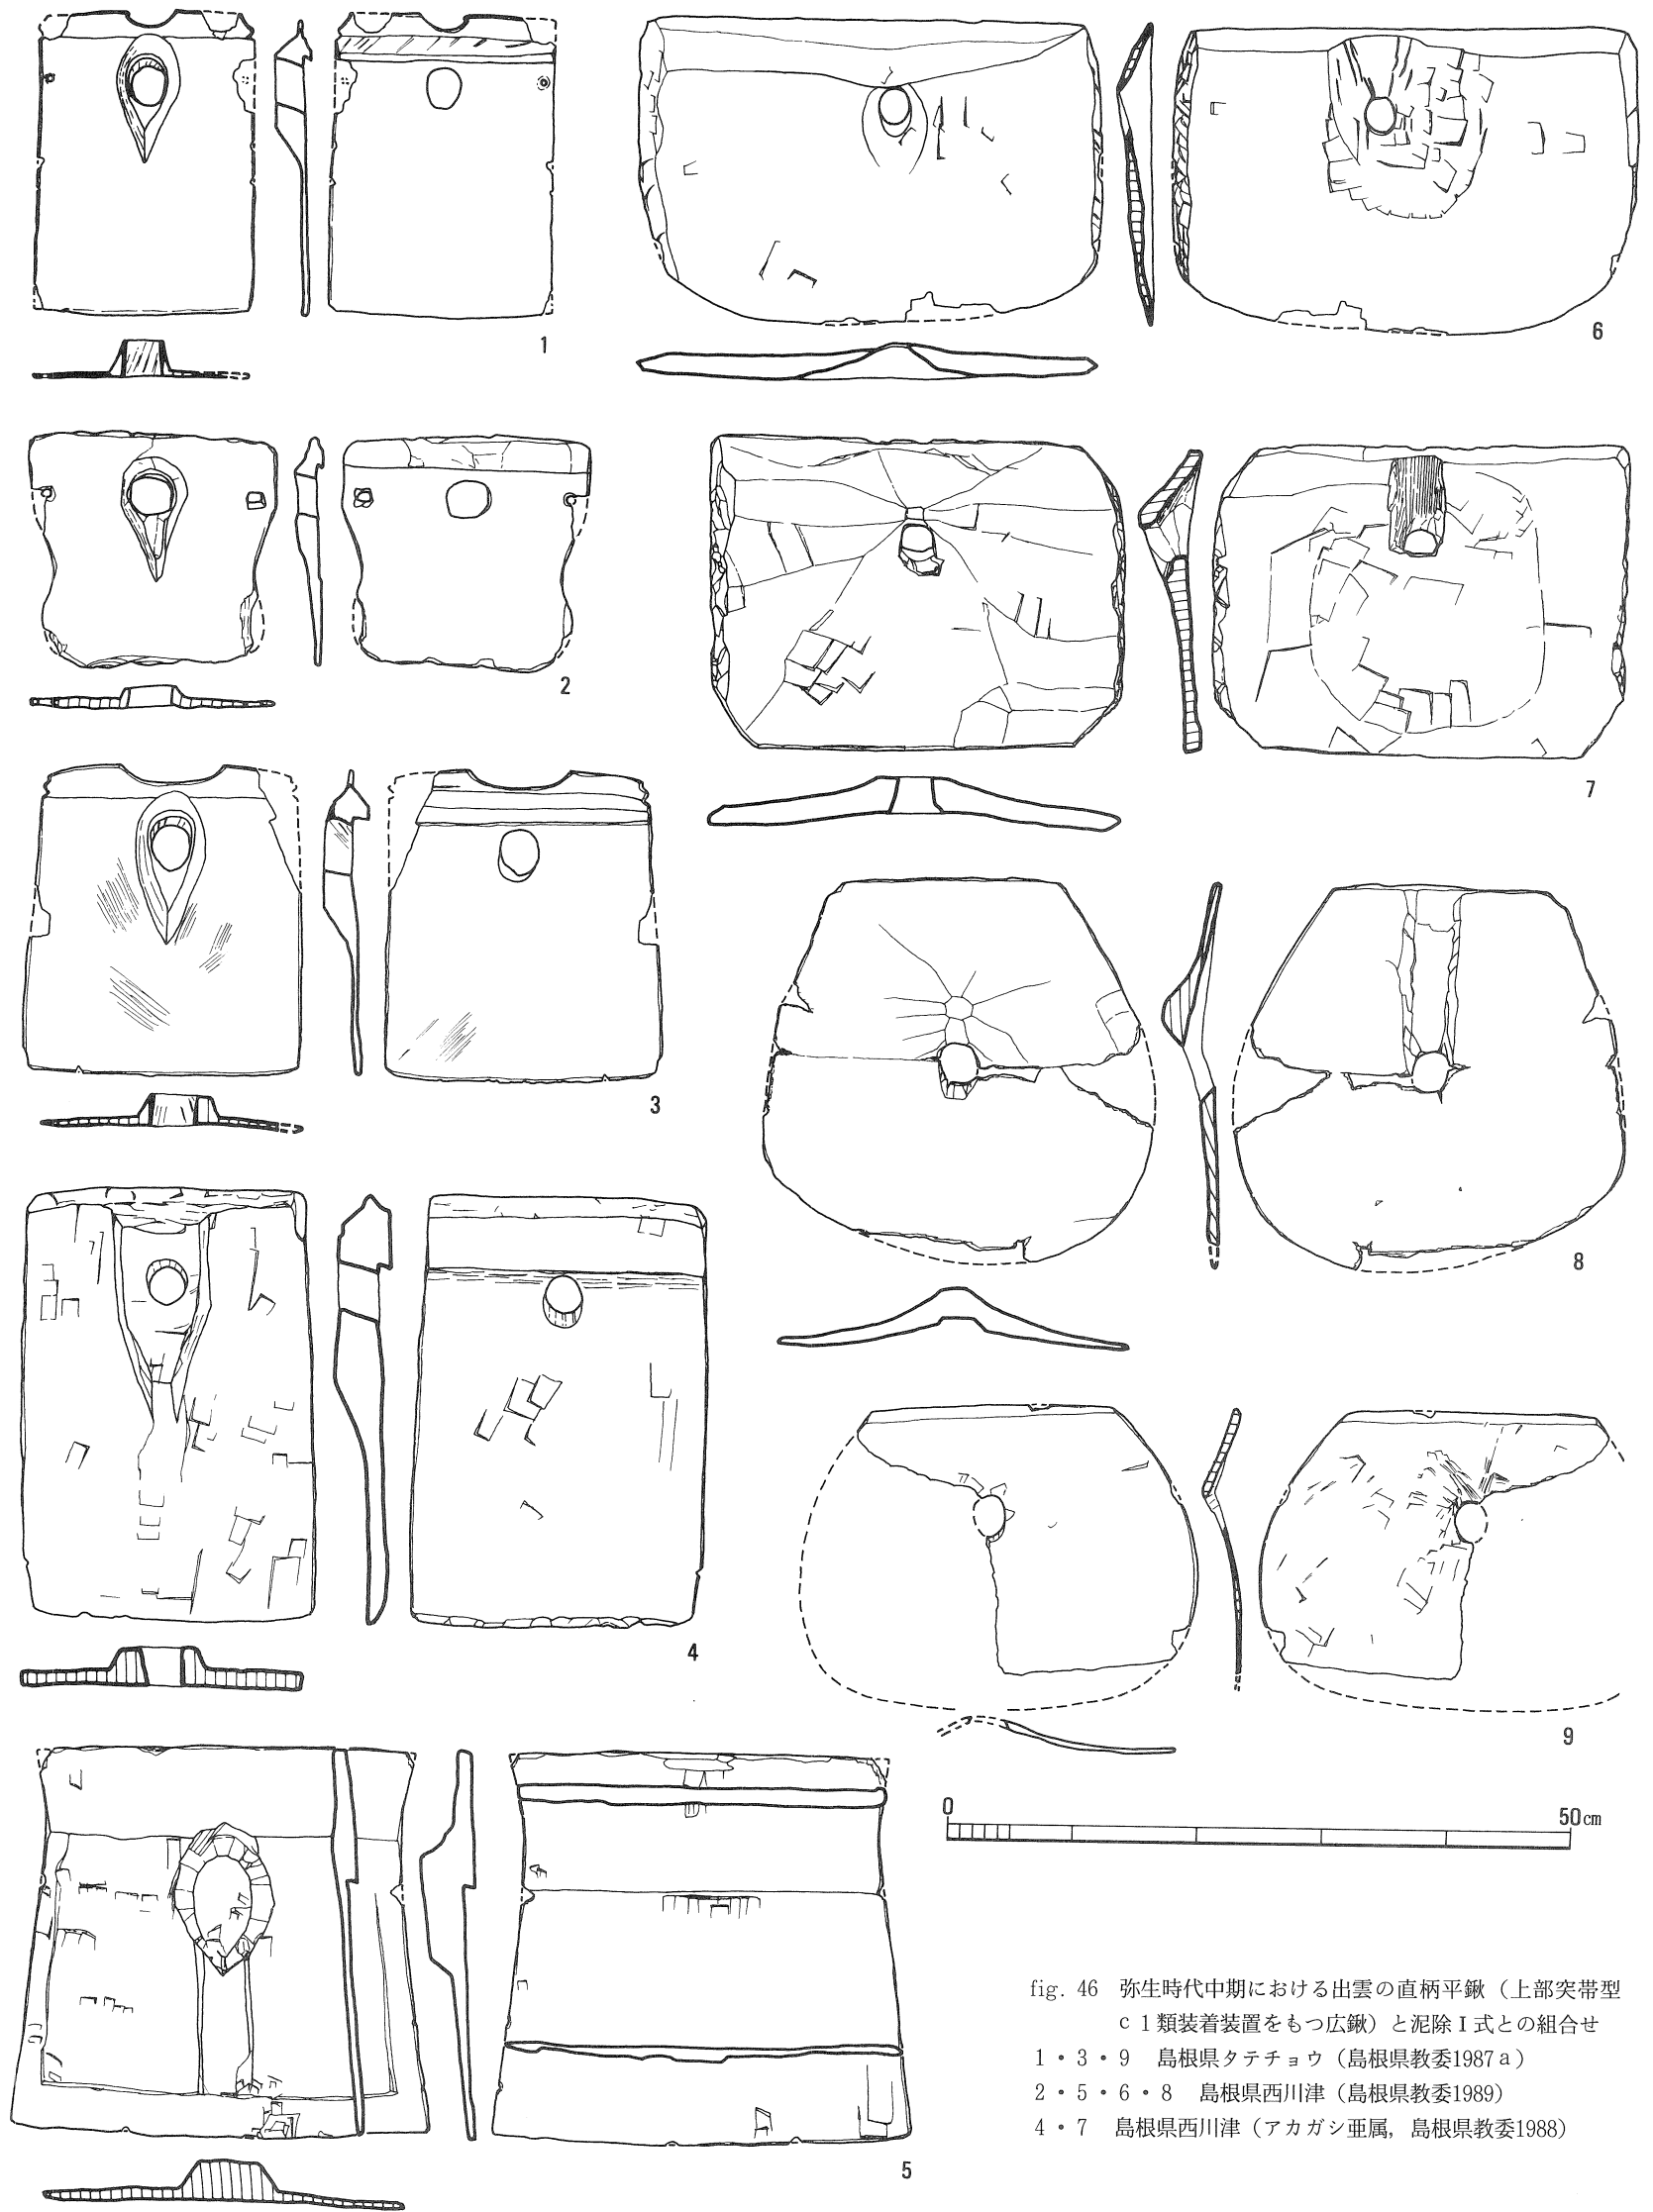 1
6
2
7
3
8
4
9
0 50cm
5
fig. 46 弥生時代中期における出雲の直柄平鍬（上部突帯型
c 1類装着装置をもつ広鍬）と泥除Ⅰ式との組合せ
1・3・9 島根県タテチョウ（島根県教委1987a）
2・5・6・8 島根県西川津（島根県教委1989）
4・7 島根県西川津（アカガシ亜属，島根県教委1988）